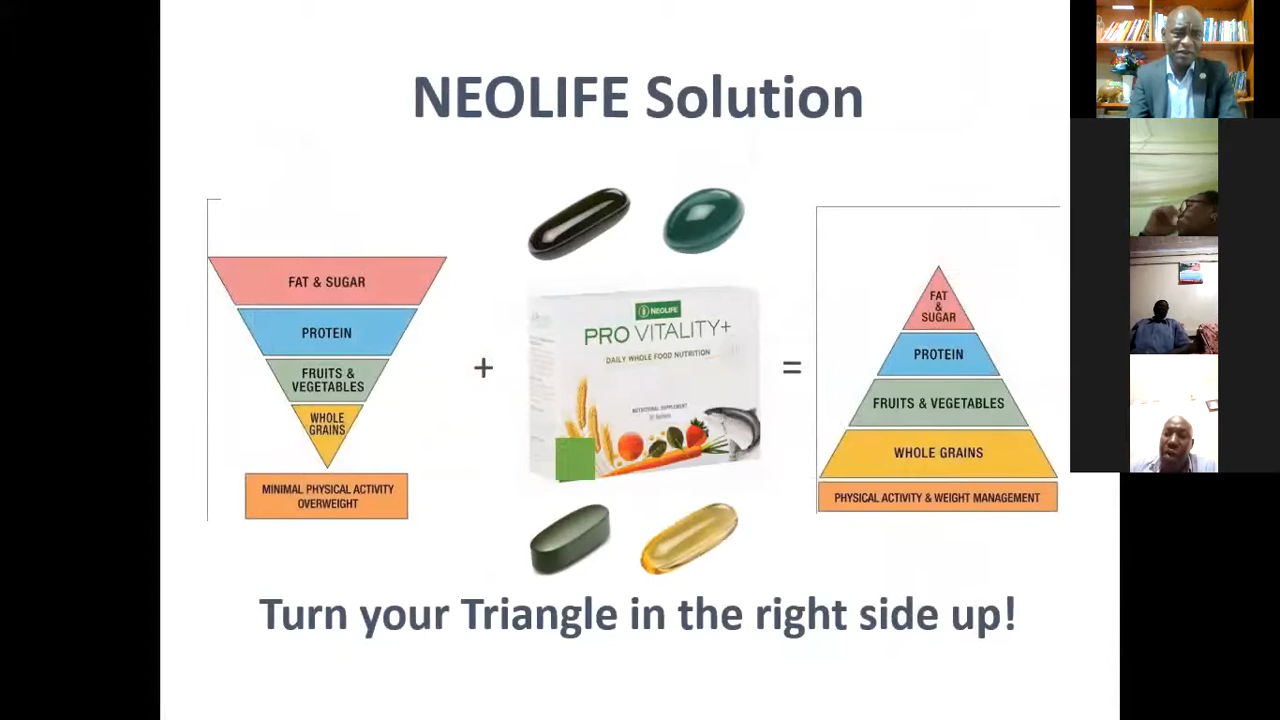 NEOLIFE Solution
FAT & SUGAR
PROTEIN
FRUITS &
VEGETABLES
WHOLE
GRAINS
MINIMAL PHYSICAL ACTIVITY
OVERWEIGHT
+
NEOLIFE
PRO VITALITY+
DAILY WHOLE FOOD NUTRITION
NUTRITIONAL SUPPLEMENT
=
FAT
&
SUGAR
PROTEIN
FRUITS & VEGETABLES
WHOLE GRAINS
PHYSICAL ACTIVITY & WEIGHT MANAGEMENT
Turn your Triangle in the right side up!